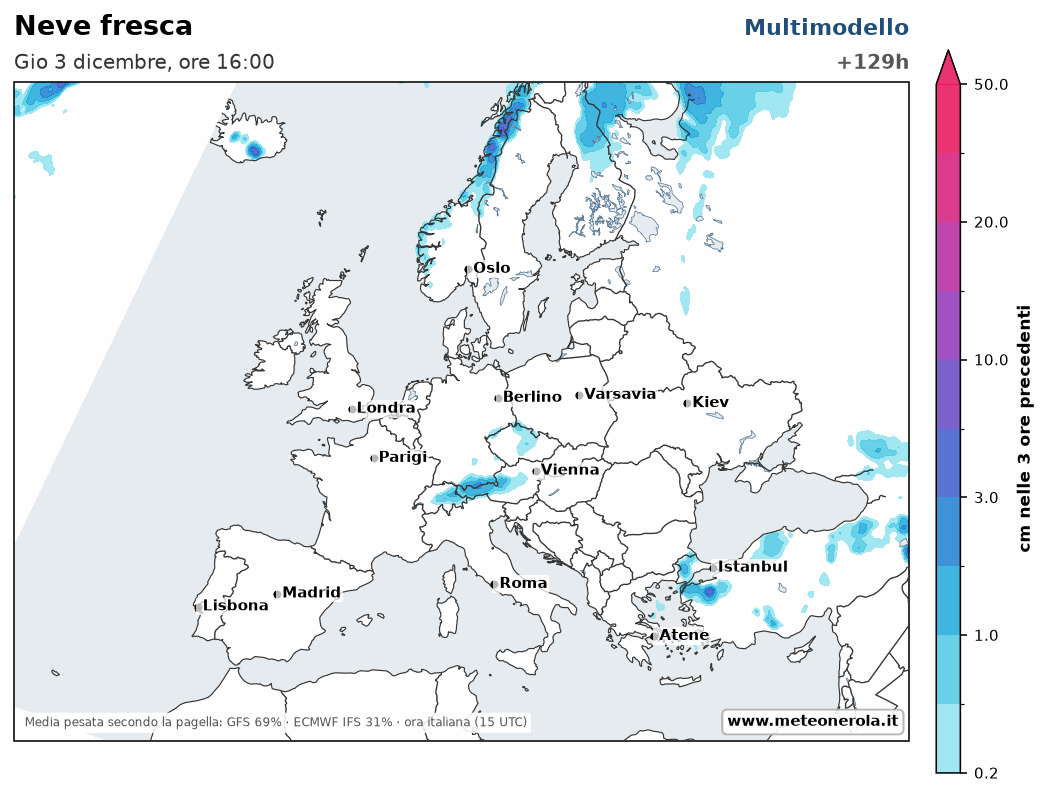 Neve fresca
Multimodello
Gio 3 dicembre, ore 16:00
+129h
50.0
20.0
10.0
3.0
1.0
0.2
cm nelle 3 ore precedenti
Oslo
Berlino
Varsavia
Kiev
Londra
Parigi
Vienna
Istanbul
Roma
Madrid
Lisbona
Atene
Media pesata secondo la pagella: GFS 69% · ECMWF IFS 31% · ora italiana (15 UTC)
www.meteonerola.it